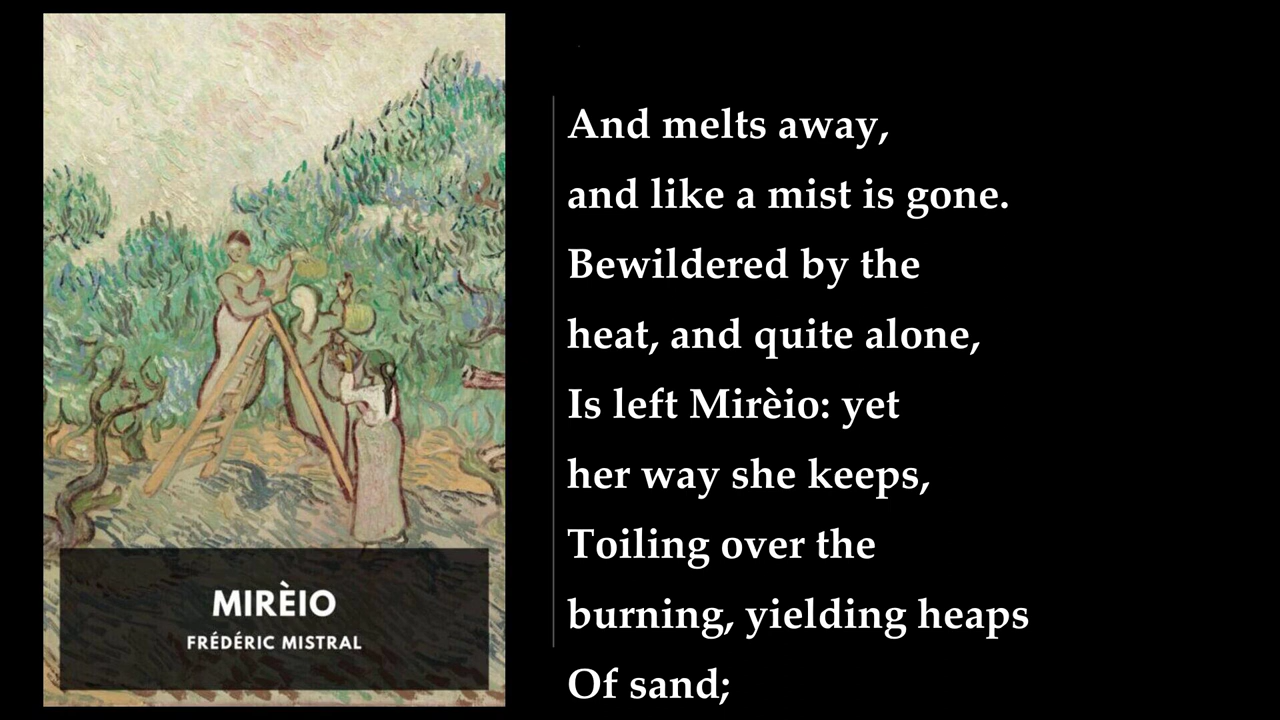 MIRÈIO
FRÉDÉRIC MISTRAL
And melts away,
and like a mist is gone.
Bewildered by the
heat, and quite alone,
Is left Mirèio: yet
her way she keeps,
Toiling over the
burning, yielding heaps
Of sand;